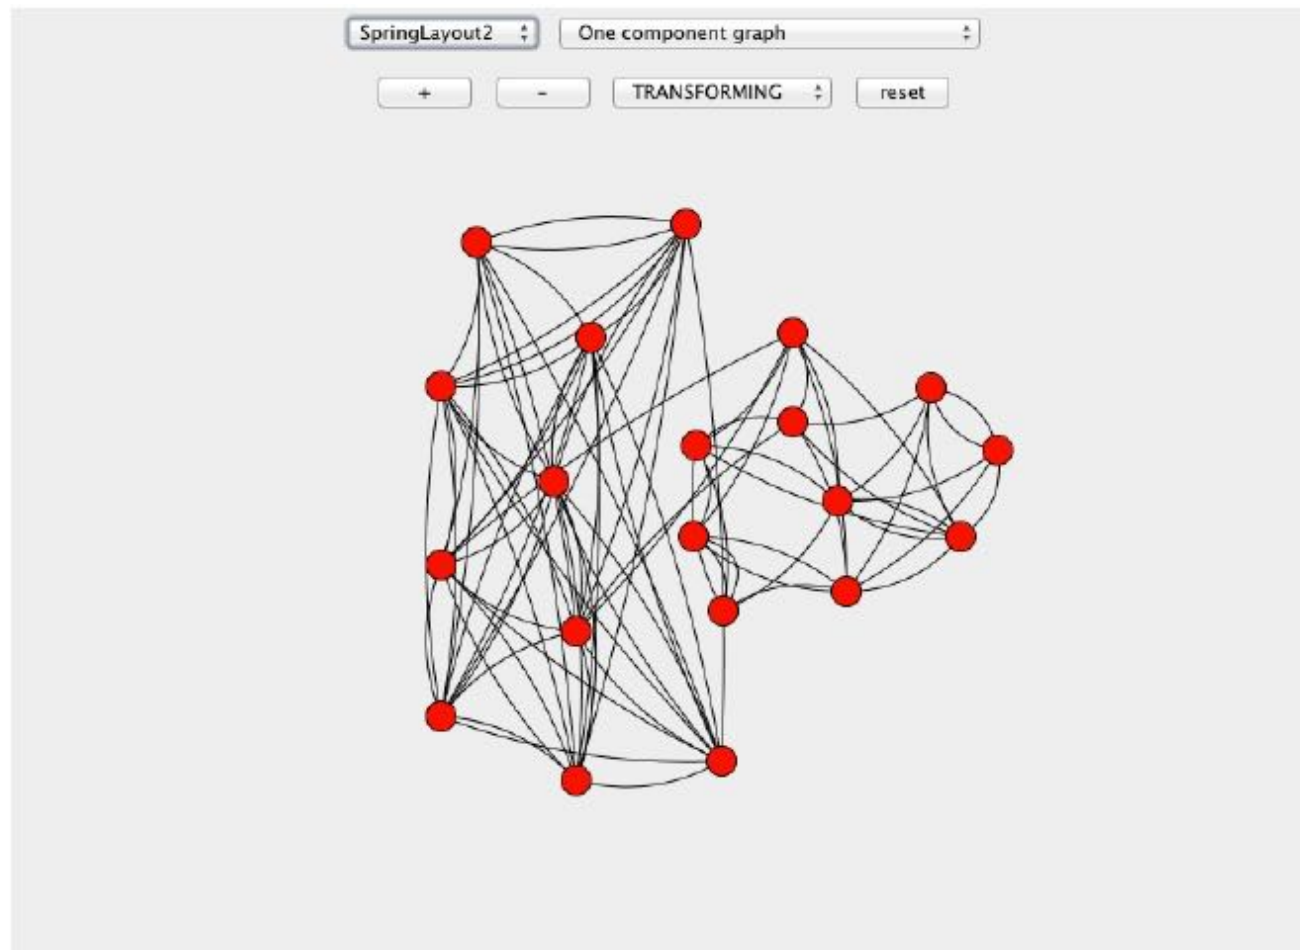 SpringLayout2 One component graph
+ - TRANSFORMING reset